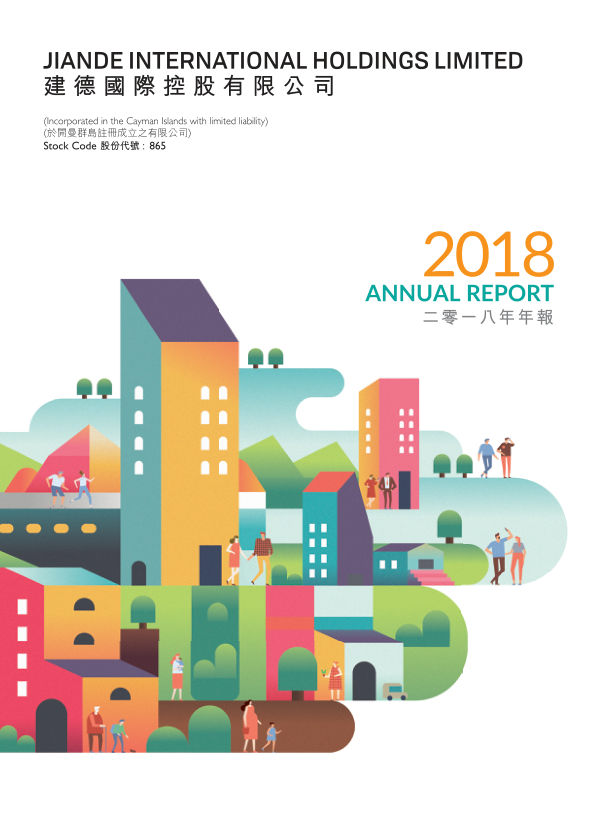 JIANDE INTERNATIONAL HOLDINGS LIMITED
建德國際控股有限公司
(Incorporated in the Cayman Islands with limited liability)
(於開曼群島註冊成立之有限公司)
Stock Code 股份代號 : 865
2018
ANNUAL REPORT
二零一八年年報